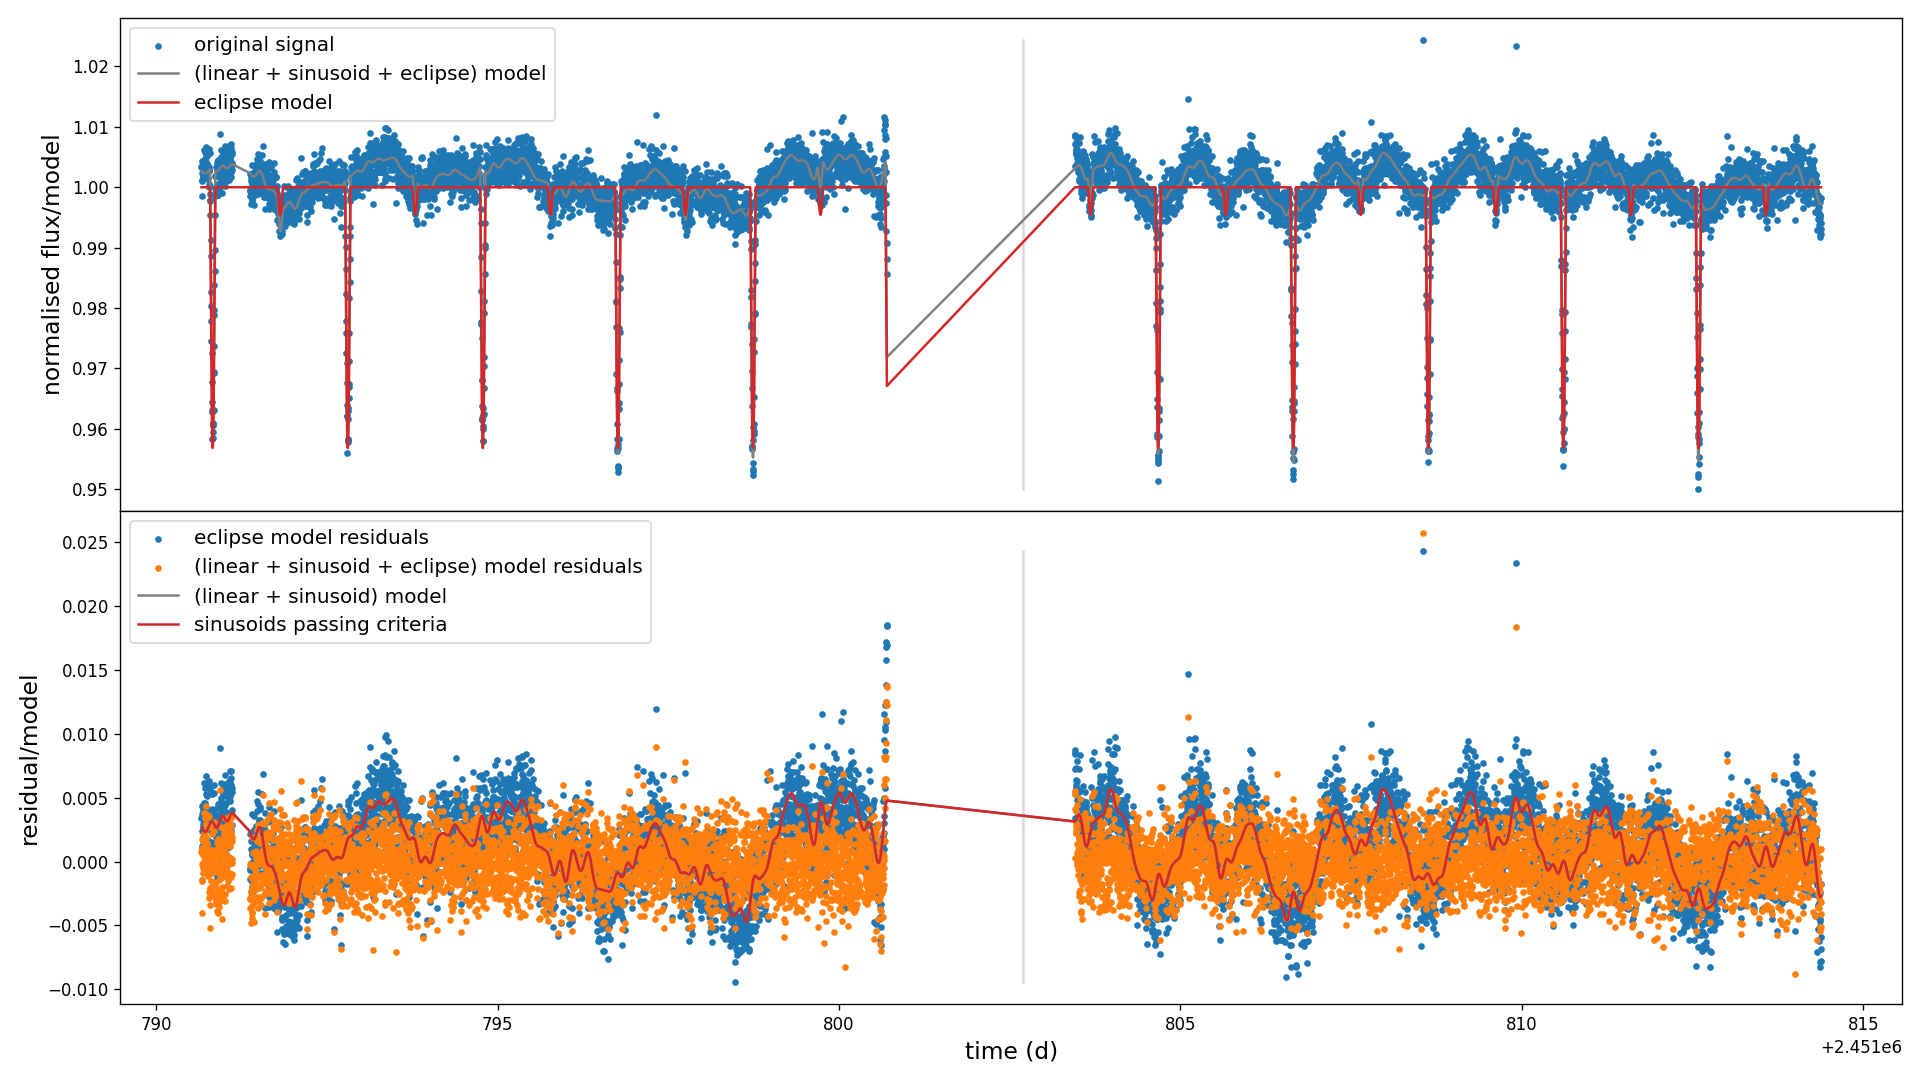 original signal
(linear + sinusoid + eclipse) model
eclipse model
normalised flux/model
1.02
1.01
1.00
0.99
0.98
0.97
0.96
0.95
eclipse model residuals
(linear + sinusoid + eclipse) model residuals
(linear + sinusoid) model
sinusoids passing criteria
residual/model
0.025
0.020
0.015
0.010
0.005
0.000
−0.005
−0.010
790
795
800
805
810
815
time (d)
+2.451e6